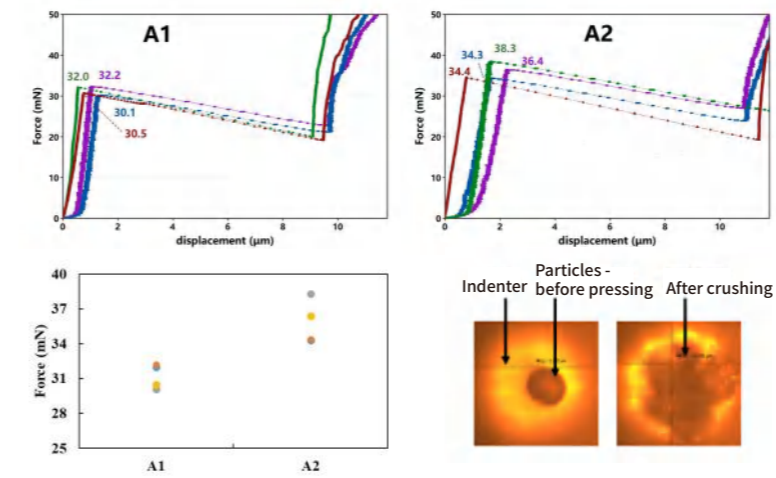 A1
50
40
30
20
10
0
Force (mN)
32.0
32.2
30.1
30.5
0 2 4 6 8 10
displacement (μm)
A2
50
40
30
20
10
0
Force (mN)
34.4
34.3
38.3
36.4
0 2 4 6 8 10
displacement (μm)
40
37
34
31
28
25
Force (mN)
A1 A2
Indenter
Particles -
before pressing
After crushing